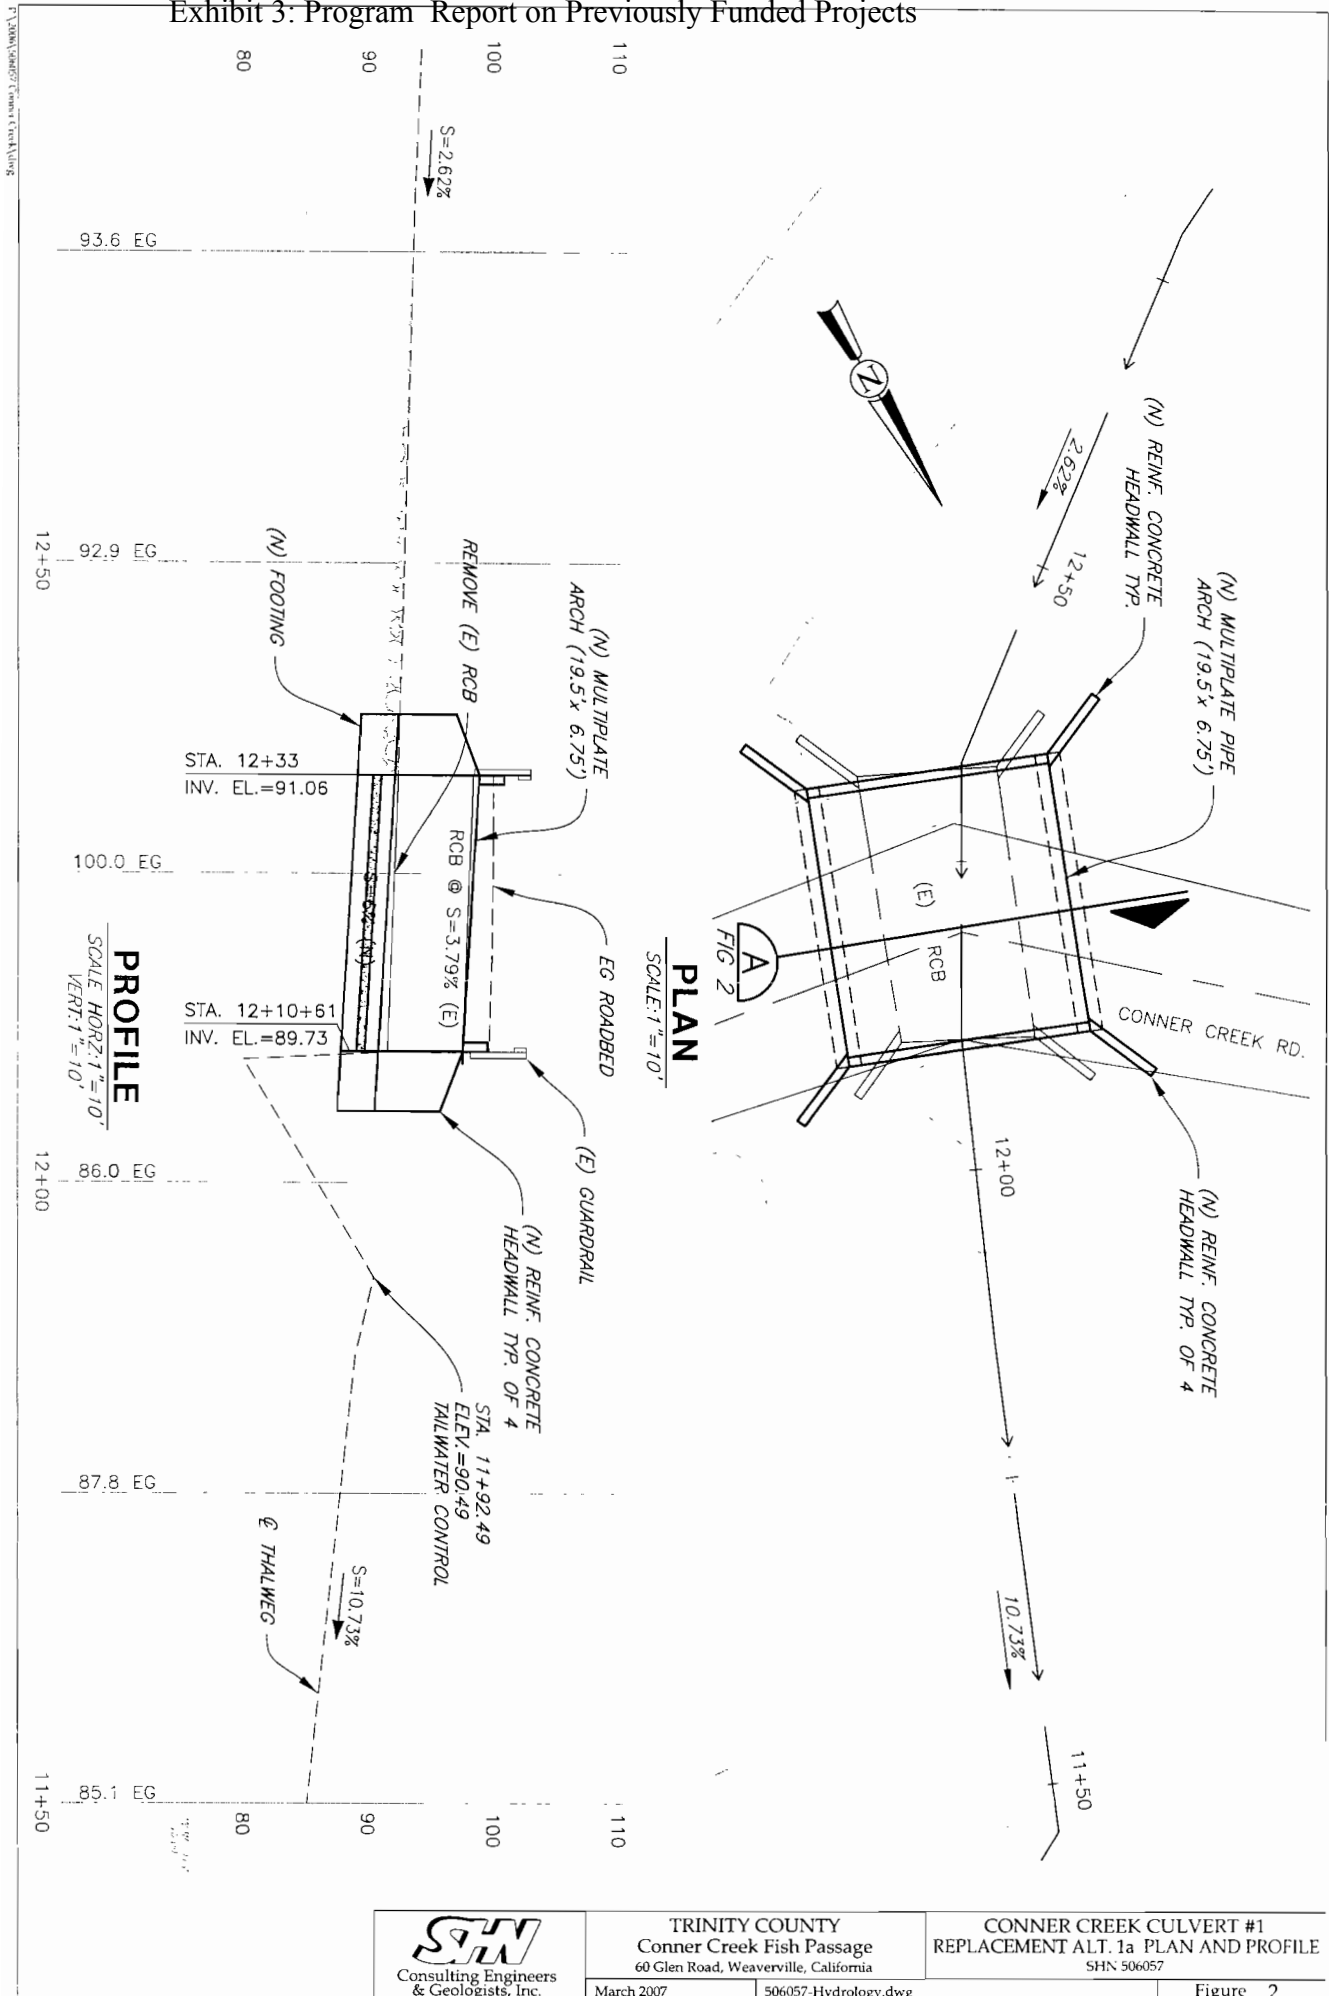 Exhibit 3: Program Report on Previously Funded Projects
(N) REINF. CONCRETE
HEADWALL TYP.
(N) MULTIPLATE PIPE
ARCH (19.5'x 6.75')
2.62%
12+50
N
(E)
RCB
CONNER CREEK RD.
A
FIG 2
12+00
(N) REINF. CONCRETE
HEADWALL TYP. OF 4
10.73%
11+50
PLAN
SCALE:1"=10'
110
100
90
80
S=2.62%
93.6 EG
92.9 EG
12+50
(N) FOOTING
REMOVE (E) RCB
(N) MULTIPLATE
ARCH (19.5'x 6.75')
STA. 12+33
INV. EL.=91.06
100.0 EG
RCB @ S=3.79% (E)
S=6% (N)
EG ROADBED
STA. 12+10+61
INV. EL.=89.73
(E) GUARDRAIL
(N) REINF. CONCRETE
HEADWALL TYP. OF 4
86.0 EG
12+00
STA. 11+92.49
ELEV.=90.49
TAILWATER CONTROL
87.8 EG
S=10.73%
℄ THALWEG
85.1 EG
11+50
110
100
90
80
PROFILE
SCALE HORZ:1"=10'
VERT:1"=10'
SHN
Consulting Engineers
& Geologists, Inc.
TRINITY COUNTY
Conner Creek Fish Passage
60 Glen Road, Weaverville, California
CONNER CREEK CULVERT #1
REPLACEMENT ALT. 1a PLAN AND PROFILE
SHN 506057
March 2007
506057-Hydrology.dwg
Figure 2